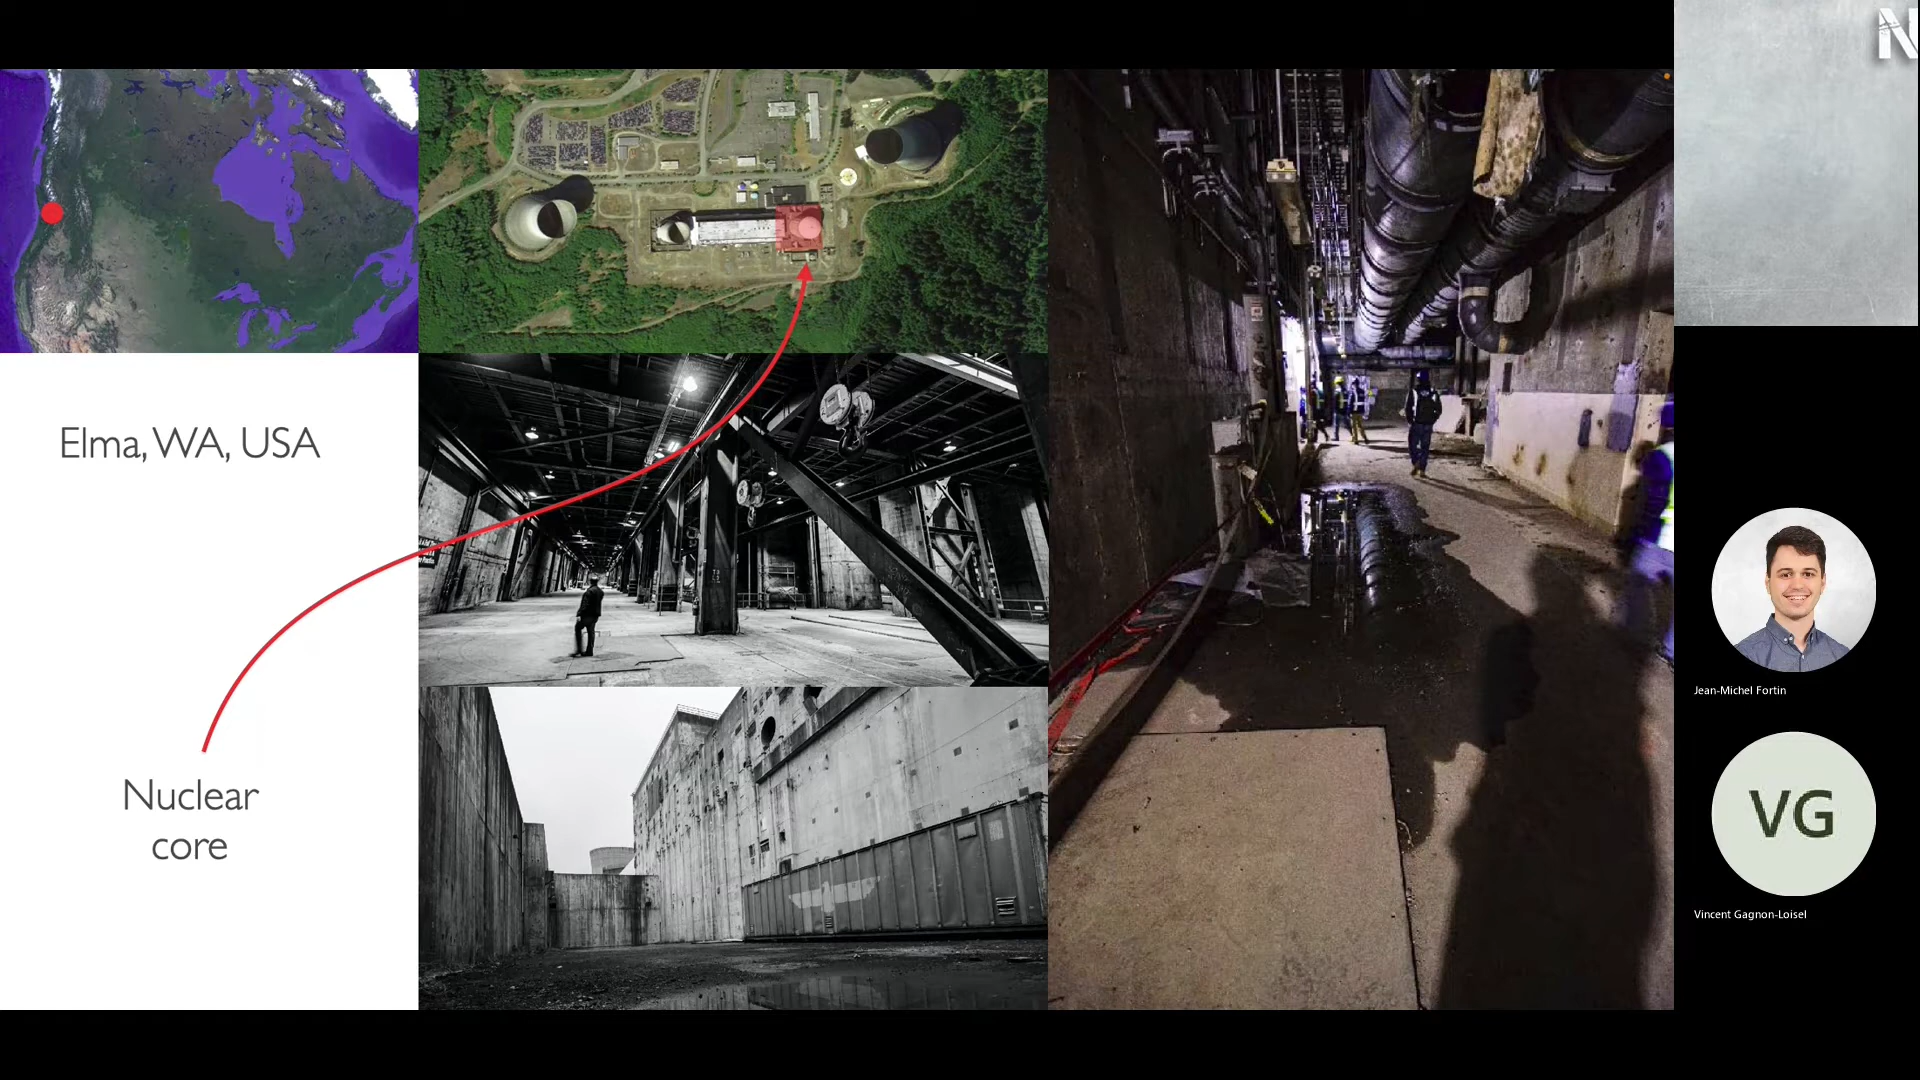 N
Elma, WA, USA
Nuclear
core
Jean-Michel Fortin
VG
Vincent Gagnon-Loisel